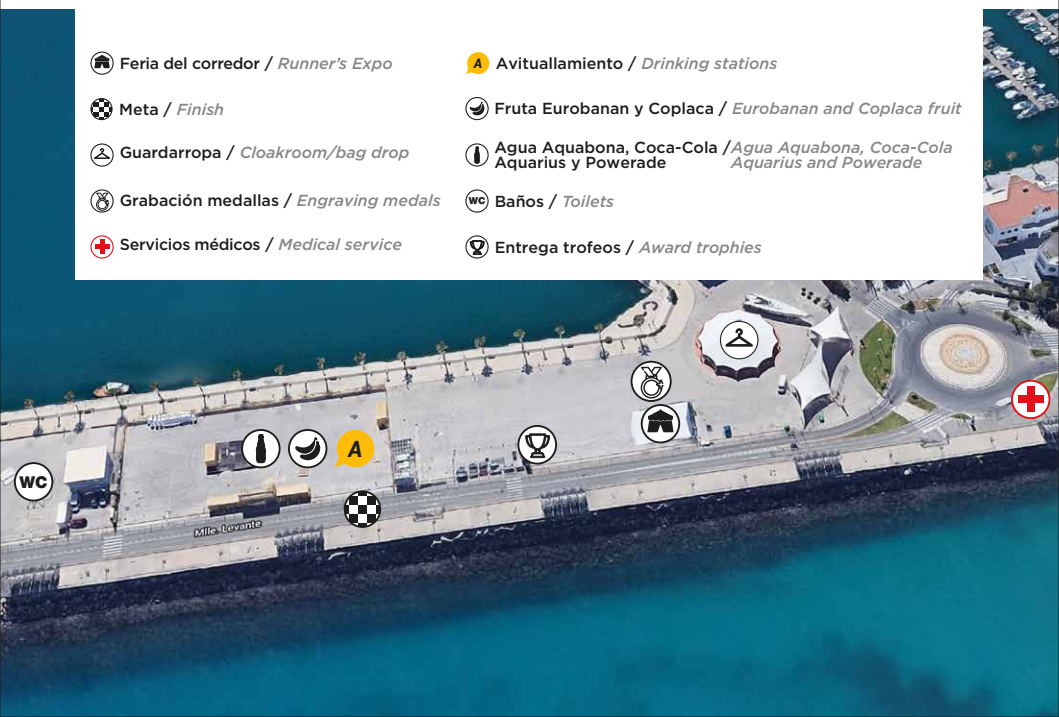 Feria del corredor / Runner's Expo
Meta / Finish
Guardarropa / Cloakroom/bag drop
Grabación medallas / Engraving medals
Servicios médicos / Medical service
A Avituallamiento / Drinking stations
Fruta Eurobanan y Coplaca / Eurobanan and Coplaca fruit
Agua Aquabona, Coca-Cola / Agua Aquabona, Coca-Cola
Aquarius y Powerade Aquarius and Powerade
WC Baños / Toilets
Entrega trofeos / Award trophies
A
WC
Mlle. Levante